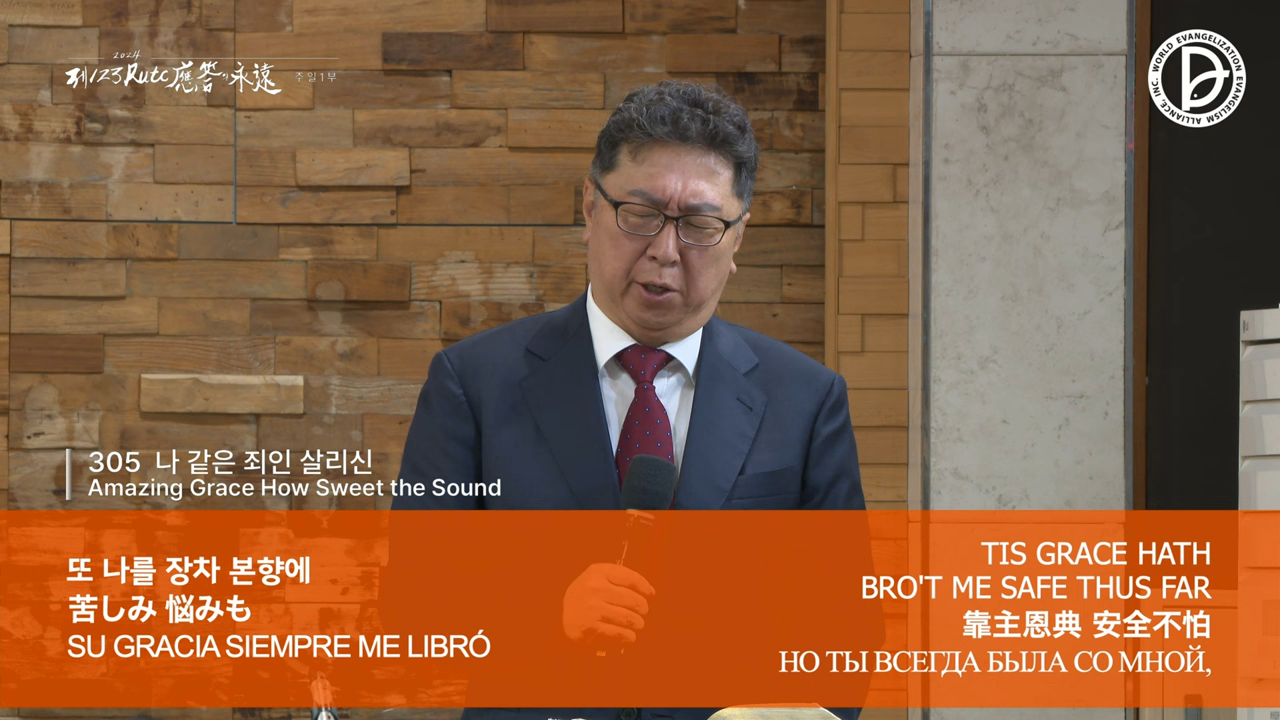 2024
제123 Rutc 應答의 永遠 주일1부
WORLD EVANGELIZATION EVANGELISM ALLIANCE, INC.
305 나 같은 죄인 살리신
Amazing Grace How Sweet the Sound
또 나를 장차 본향에
苦しみ 悩みも
SU GRACIA SIEMPRE ME LIBRÓ
TIS GRACE HATH
BRO'T ME SAFE THUS FAR
靠主恩典 安全不怕
НО ТЫ ВСЕГДА БЫЛА СО МНОЙ,